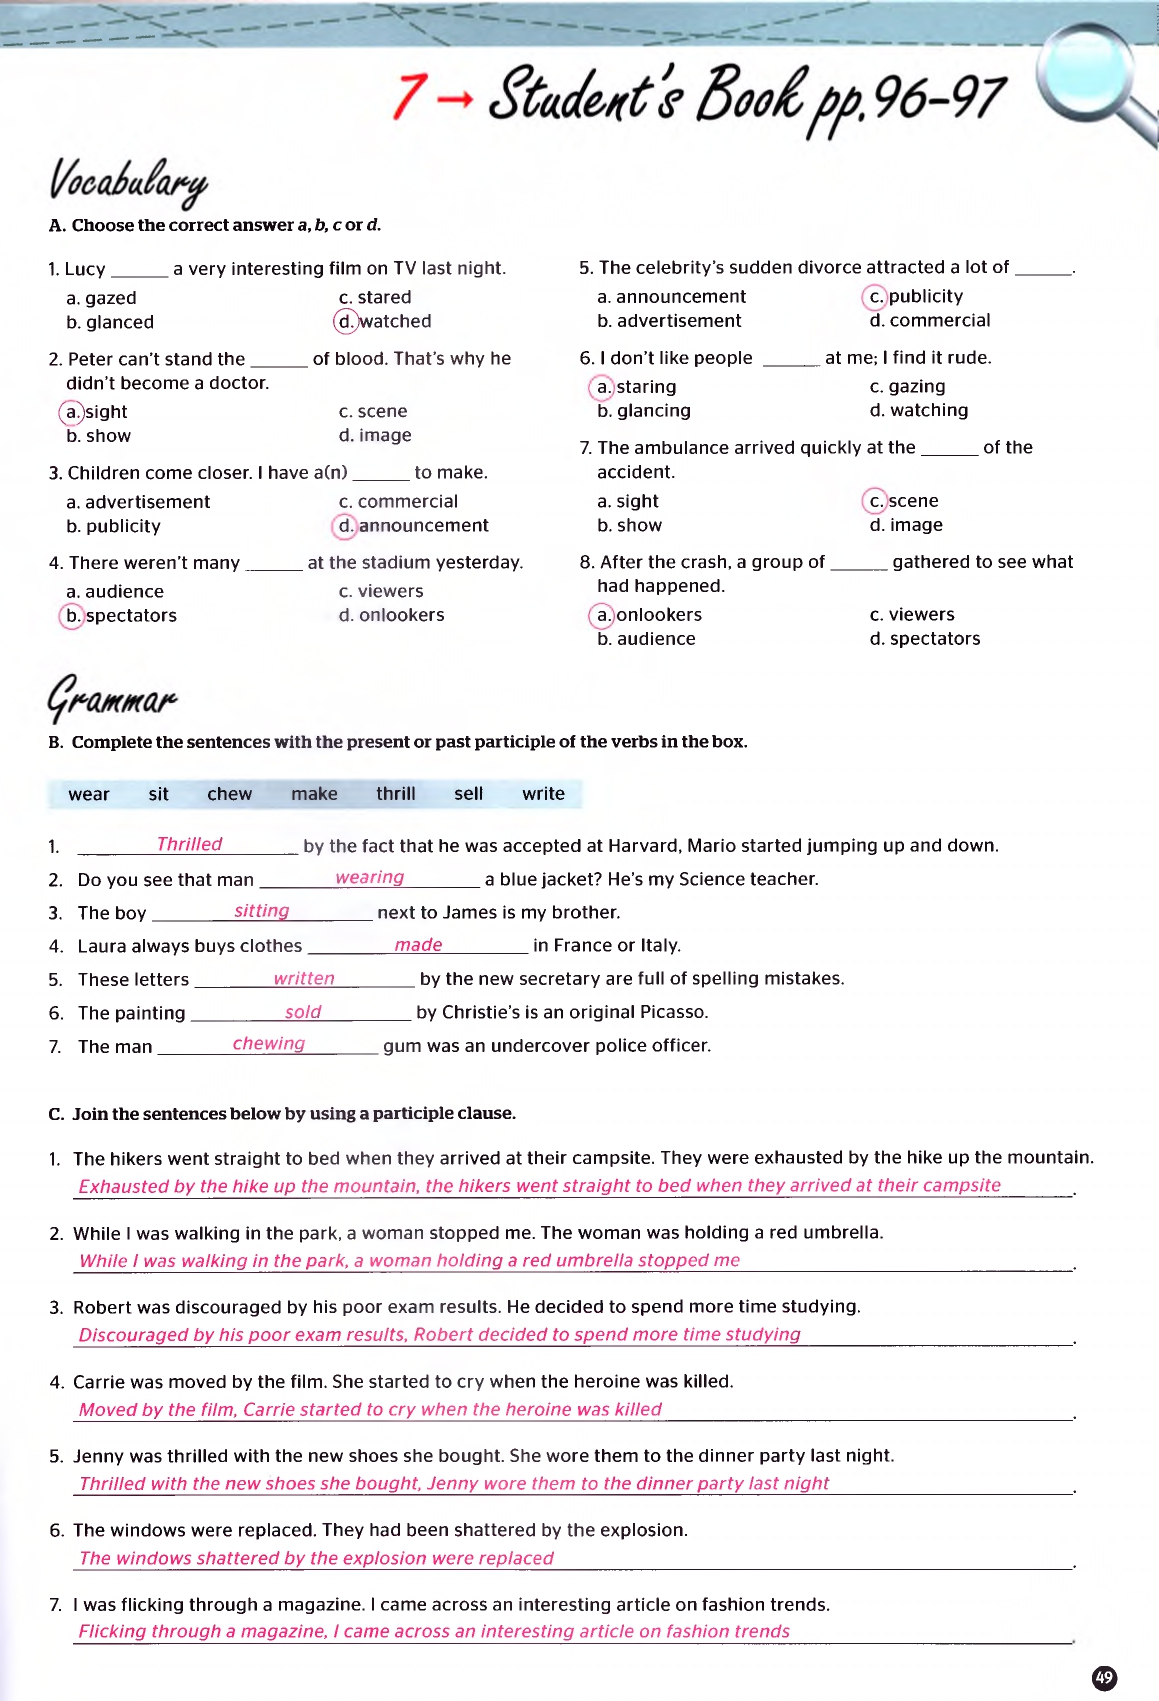 7 → Student's Book pp. 96-97
Vocabulary
A. Choose the correct answer a, b, c or d.
1. Lucy ______ a very interesting film on TV last night.
a. gazed
c. stared
b. glanced
d. watched
2. Peter can't stand the ______ of blood. That's why he
didn't become a doctor.
a. sight
c. scene
b. show
d. image
3. Children come closer. I have a(n) ______ to make.
a. advertisement
c. commercial
b. publicity
d. announcement
4. There weren't many ______ at the stadium yesterday.
a. audience
c. viewers
b. spectators
d. onlookers
5. The celebrity's sudden divorce attracted a lot of ______.
a. announcement
c. publicity
b. advertisement
d. commercial
6. I don't like people ______ at me; I find it rude.
a. staring
c. gazing
b. glancing
d. watching
7. The ambulance arrived quickly at the ______ of the
accident.
a. sight
c. scene
b. show
d. image
8. After the crash, a group of ______ gathered to see what
had happened.
a. onlookers
c. viewers
b. audience
d. spectators
Grammar
B. Complete the sentences with the present or past participle of the verbs in the box.
wear sit chew make thrill sell write
1. Thrilled by the fact that he was accepted at Harvard, Mario started jumping up and down.
2. Do you see that man wearing a blue jacket? He's my Science teacher.
3. The boy sitting next to James is my brother.
4. Laura always buys clothes made in France or Italy.
5. These letters written by the new secretary are full of spelling mistakes.
6. The painting sold by Christie's is an original Picasso.
7. The man chewing gum was an undercover police officer.
C. Join the sentences below by using a participle clause.
1. The hikers went straight to bed when they arrived at their campsite. They were exhausted by the hike up the mountain.
Exhausted by the hike up the mountain, the hikers went straight to bed when they arrived at their campsite.
2. While I was walking in the park, a woman stopped me. The woman was holding a red umbrella.
While I was walking in the park, a woman holding a red umbrella stopped me.
3. Robert was discouraged by his poor exam results. He decided to spend more time studying.
Discouraged by his poor exam results, Robert decided to spend more time studying.
4. Carrie was moved by the film. She started to cry when the heroine was killed.
Moved by the film, Carrie started to cry when the heroine was killed.
5. Jenny was thrilled with the new shoes she bought. She wore them to the dinner party last night.
Thrilled with the new shoes she bought, Jenny wore them to the dinner party last night.
6. The windows were replaced. They had been shattered by the explosion.
The windows shattered by the explosion were replaced.
7. I was flicking through a magazine. I came across an interesting article on fashion trends.
Flicking through a magazine, I came across an interesting article on fashion trends.
49